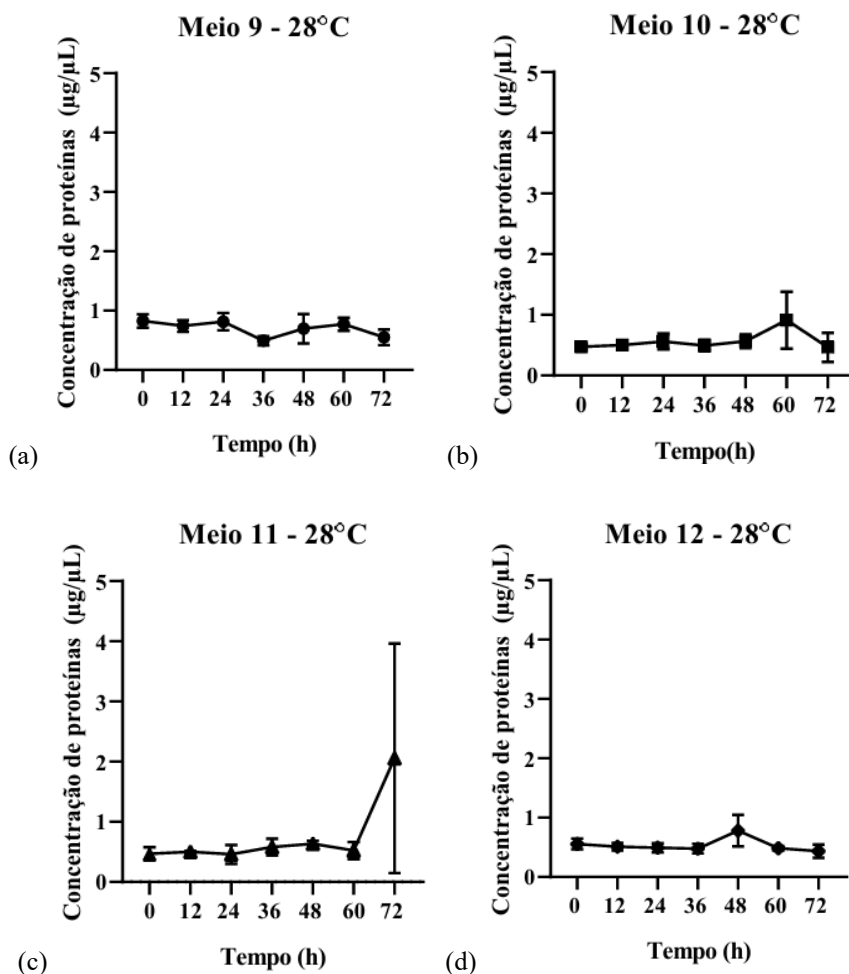 Meio 9 - 28°C
Concentração de proteínas (µg/µL)
5
4
3
2
1
0
0 12 24 36 48 60 72
Tempo (h)
(a)
Meio 10 - 28°C
Concentração de proteínas (µg/µL)
5
4
3
2
1
0
0 12 24 36 48 60 72
Tempo(h)
(b)
Meio 11 - 28°C
Concentração de proteínas (µg/µL)
5
4
3
2
1
0
0 12 24 36 48 60 72
Tempo (h)
(c)
Meio 12 - 28°C
Concentração de proteínas (µg/µL)
5
4
3
2
1
0
0 12 24 36 48 60 72
Tempo (h)
(d)